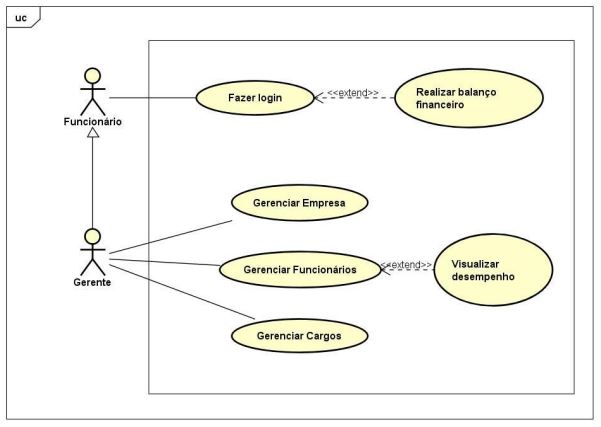 uc
Fazer login
<<extend>>
Realizar balanço
financeiro
Funcionário
Gerenciar Empresa
Gerenciar Funcionários
<<extend>>
Visualizar
desempenho
Gerente
Gerenciar Cargos